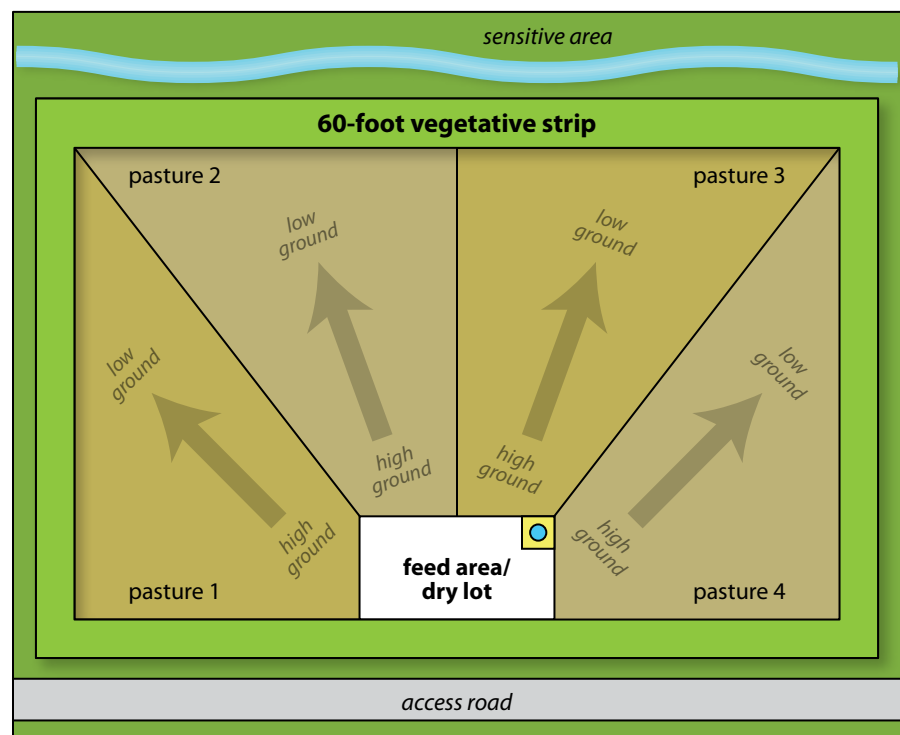 sensitive area
60-foot vegetative strip
pasture 2
pasture 3
low
ground
low
ground
low
ground
low
ground
high
ground
high
ground
high
ground
high
ground
feed area/
dry lot
pasture 1
pasture 4
access road